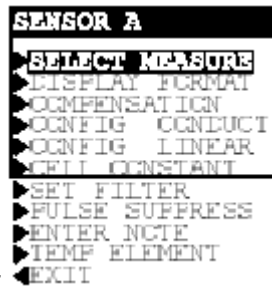 SENSOR A
SELECT MEASURE
DISPLAY FORMAT
COMPENSATION
CONFIG CONDUCT
CONFIG LINEAR
CELL CONSTANT
SET FILTER
PULSE SUPPRESS
ENTER NOTE
TEMP ELEMENT
EXIT